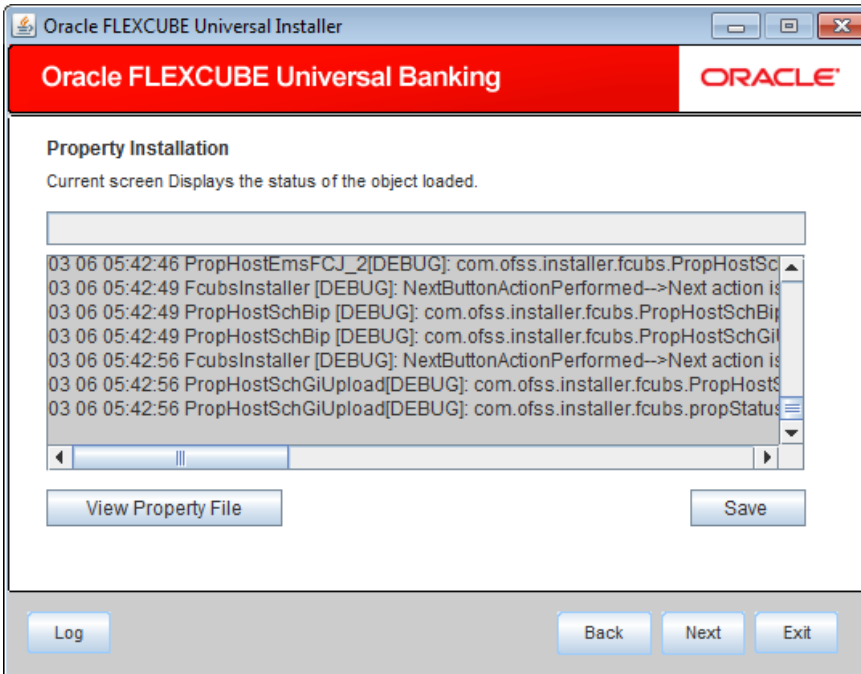 Oracle FLEXCUBE Universal Installer
Oracle FLEXCUBE Universal Banking
ORACLE
Property Installation
Current screen Displays the status of the object loaded.
03 06 05:42:46 PropHostEmsFCJ_2[DEBUG]: com.ofss.installer.fcubs.PropHostSc
03 06 05:42:49 FcubsInstaller [DEBUG]: NextButtonActionPerformed-->Next action is
03 06 05:42:49 PropHostSchBip [DEBUG]: com.ofss.installer.fcubs.PropHostSchBip
03 06 05:42:49 PropHostSchBip [DEBUG]: com.ofss.installer.fcubs.PropHostSchGi
03 06 05:42:56 FcubsInstaller [DEBUG]: NextButtonActionPerformed-->Next action is
03 06 05:42:56 PropHostSchGiUpload[DEBUG]: com.ofss.installer.fcubs.PropHostS
03 06 05:42:56 PropHostSchGiUpload[DEBUG]: com.ofss.installer.fcubs.propStatus
View Property File
Save
Log
Back
Next
Exit